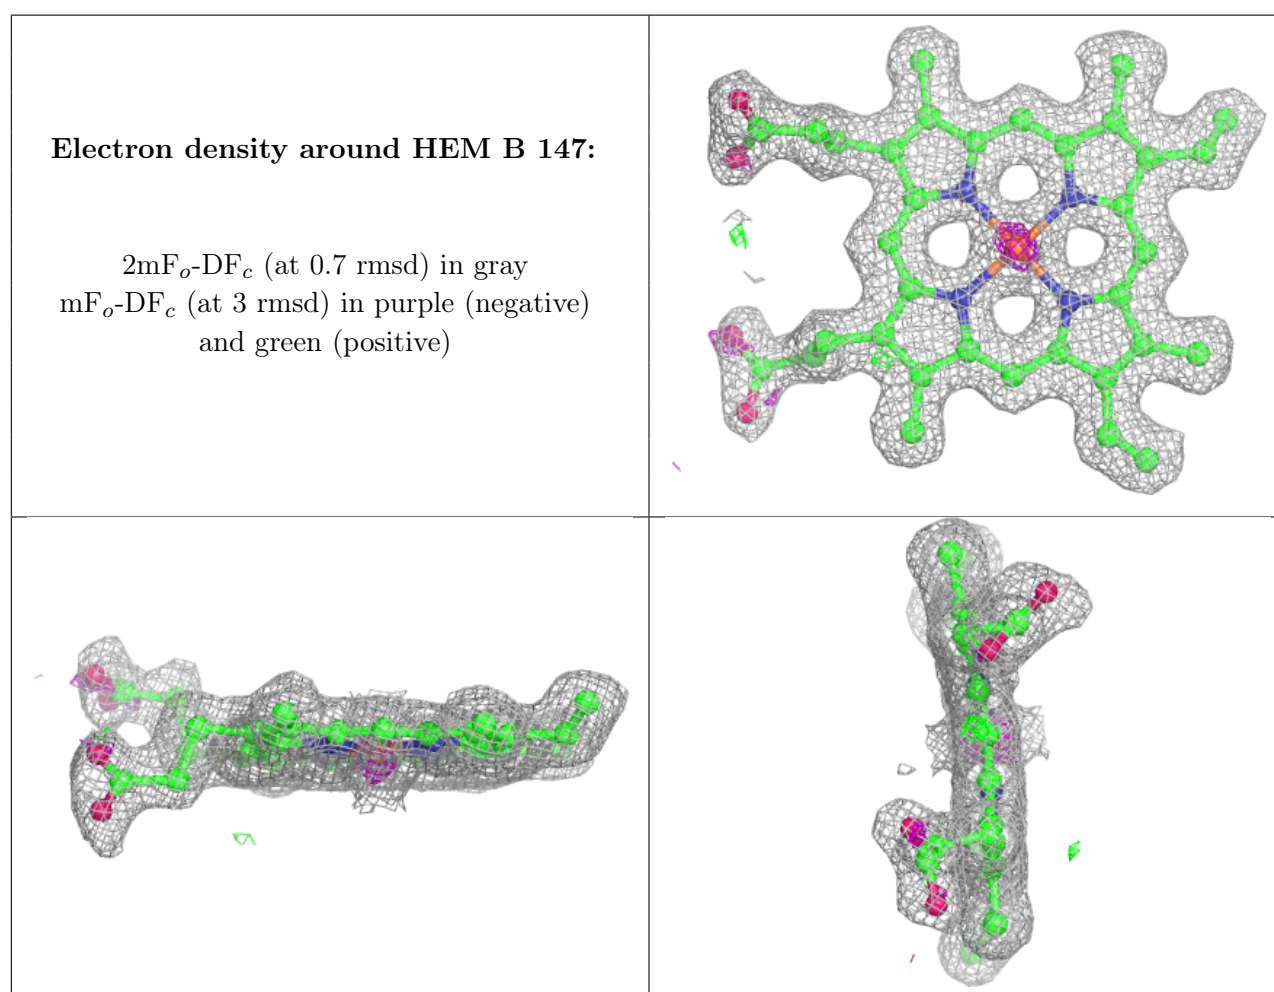 Electron density around HEM B 147:
2mFo-DFc (at 0.7 rmsd) in gray
mFo-DFc (at 3 rmsd) in purple (negative)
and green (positive)